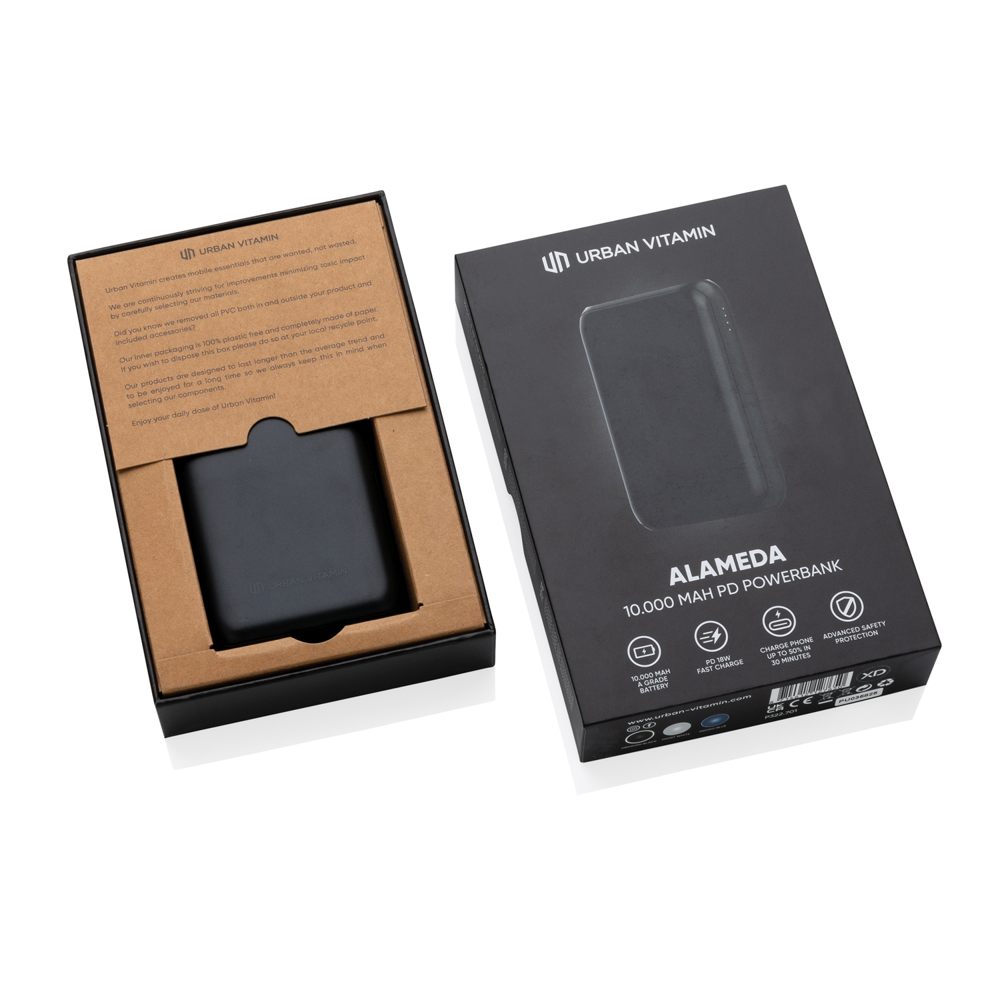 URBAN VITAMIN
Urban Vitamin creates mobile essentials that are wanted, not wasted.
We are continuously striving for improvements minimizing toxic impact
by carefully selecting our materials.
Did you know we removed all PVC both in and outside your product and
included accessories?
Our inner packaging is 100% plastic free and completely made of paper.
If you wish to dispose this box please do so at your local recycle point.
Our products are designed to last longer than the average trend and
to be enjoyed for a long time so we always keep this in mind when
selecting our components.
Enjoy your daily dose of Urban Vitamin!
URBAN VITAMIN
URBAN VITAMIN
ALAMEDA
10.000 MAH PD POWERBANK
10.000 MAH
A GRADE
BATTERY
PD 18W
FAST CHARGE
CHARGE PHONE
UP TO 50% IN
30 MINUTES
ADVANCED SAFETY
PROTECTION
www.urban-vitamin.com
OBSIDIAN BLACK
FROST WHITE
INDIGO BLUE
UK
CA
CE
P322.701
PU035825
XD